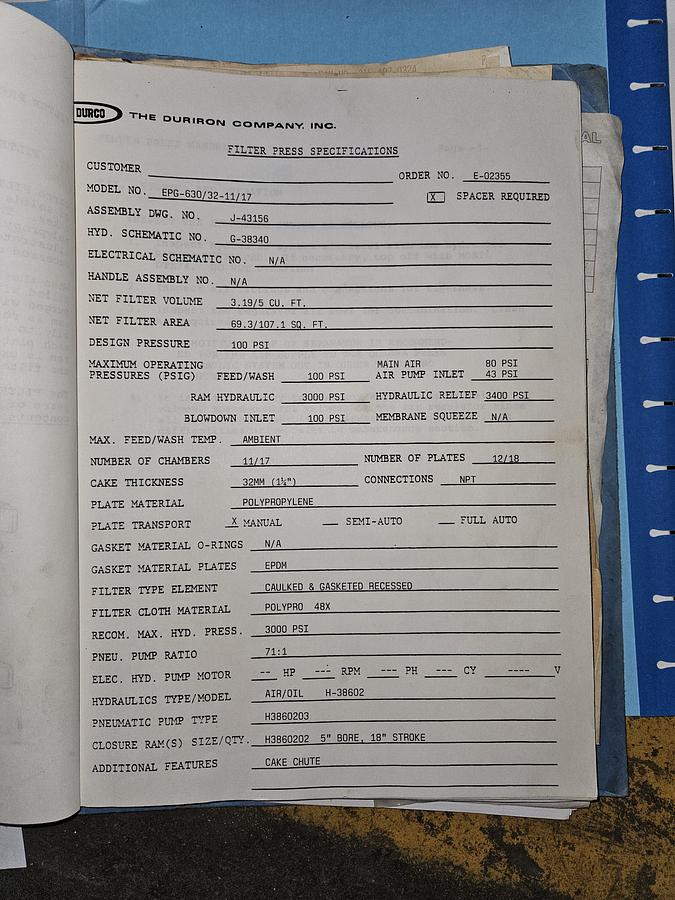 DURCO THE DURIRON COMPANY, INC.
FILTER PRESS SPECIFICATIONS
CUSTOMER ORDER NO. E-02355
MODEL NO. EPG-630/32-11/17 X SPACER REQUIRED
ASSEMBLY DWG. NO. J-43156
HYD. SCHEMATIC NO. G-38340
ELECTRICAL SCHEMATIC NO. N/A
HANDLE ASSEMBLY NO. N/A
NET FILTER VOLUME 3.19/5 CU. FT.
NET FILTER AREA 69.3/107.1 SQ. FT.
DESIGN PRESSURE 100 PSI
MAXIMUM OPERATING MAIN AIR 80 PSI
PRESSURES (PSIG) FEED/WASH 100 PSI AIR PUMP INLET 43 PSI
RAM HYDRAULIC 3000 PSI HYDRAULIC RELIEF 3400 PSI
BLOWDOWN INLET 100 PSI MEMBRANE SQUEEZE N/A
MAX. FEED/WASH TEMP. AMBIENT
NUMBER OF CHAMBERS 11/17 NUMBER OF PLATES 12/18
CAKE THICKNESS 32MM (1¼") CONNECTIONS NPT
PLATE MATERIAL POLYPROPYLENE
PLATE TRANSPORT X MANUAL SEMI-AUTO FULL AUTO
GASKET MATERIAL O-RINGS N/A
GASKET MATERIAL PLATES EPDM
FILTER TYPE ELEMENT CAULKED & GASKETED RECESSED
FILTER CLOTH MATERIAL POLYPRO 48X
RECOM. MAX. HYD. PRESS. 3000 PSI
PNEU. PUMP RATIO 71:1
ELEC. HYD. PUMP MOTOR -- HP --- RPM --- PH --- CY ---- V
HYDRAULICS TYPE/MODEL AIR/OIL H-38602
PNEUMATIC PUMP TYPE H3860203
CLOSURE RAM(S) SIZE/QTY. H3860202 5" BORE, 18" STROKE
ADDITIONAL FEATURES CAKE CHUTE